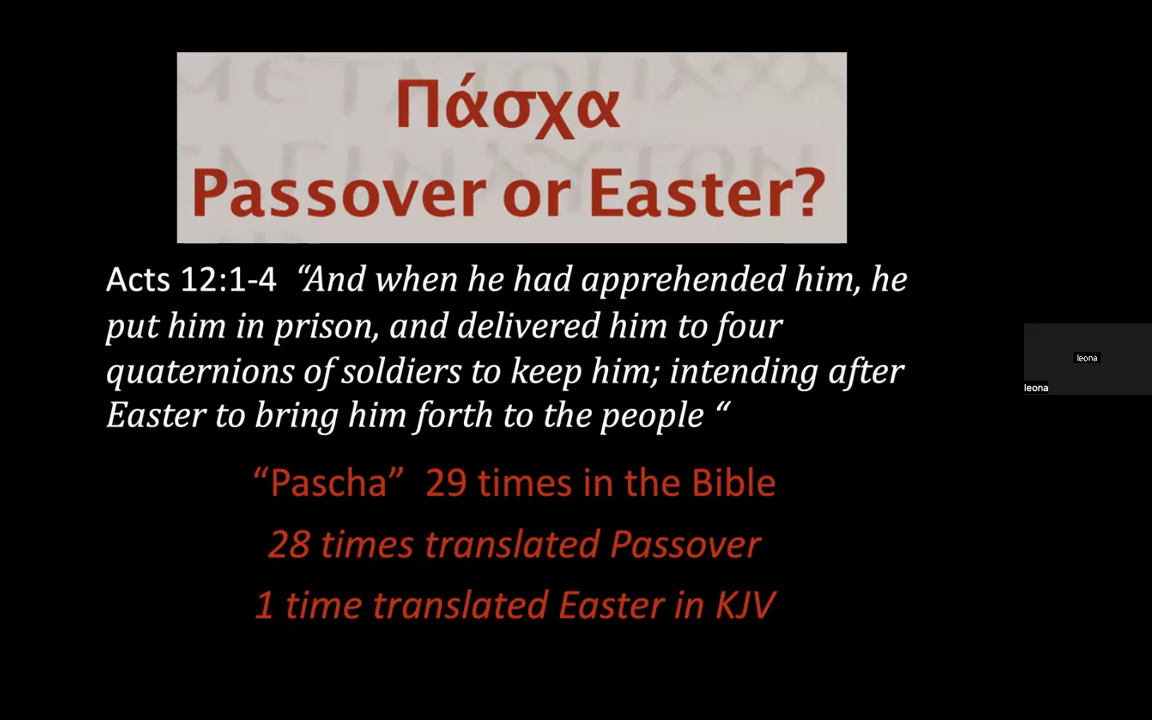 Πάσχα
Passover or Easter?
Acts 12:1-4 “And when he had apprehended him, he
put him in prison, and delivered him to four
quaternions of soldiers to keep him; intending after
Easter to bring him forth to the people “
“Pascha” 29 times in the Bible
28 times translated Passover
1 time translated Easter in KJV
leona
leona